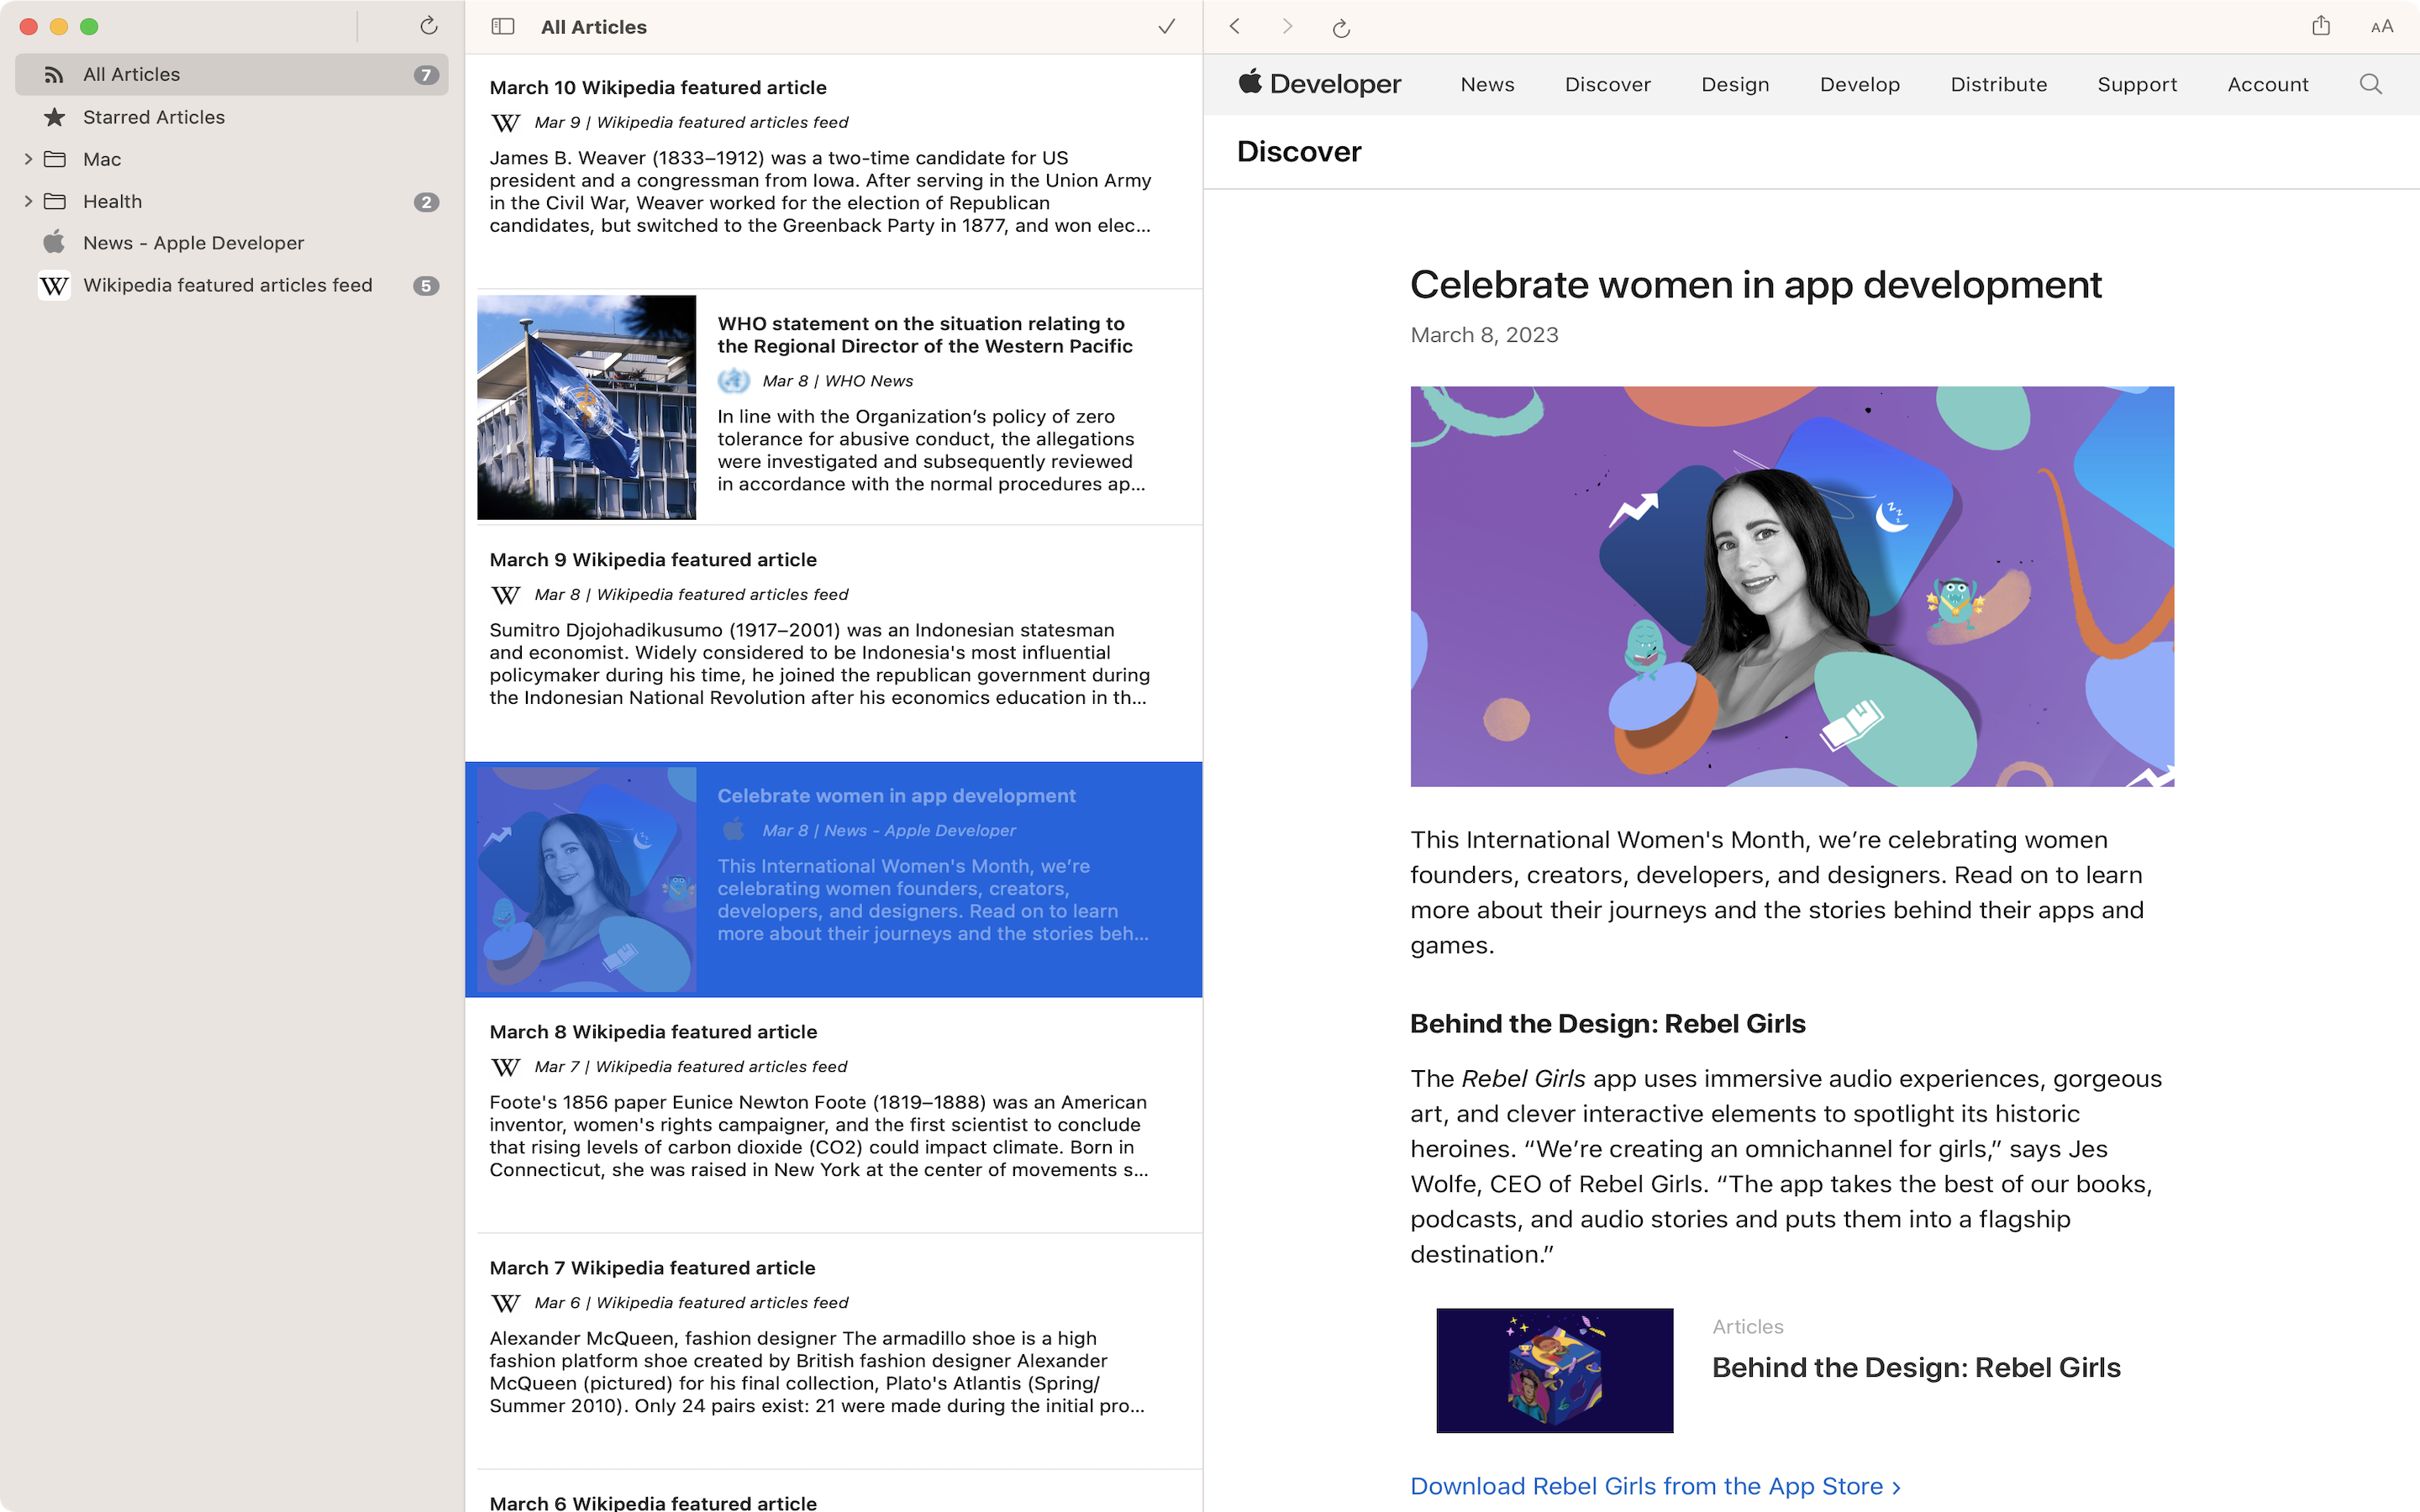 All Articles
7
Starred Articles
Mac
Health
2
News - Apple Developer
W
Wikipedia featured articles feed
5
All Articles
March 10 Wikipedia featured article
W
Mar 9 | Wikipedia featured articles feed
James B. Weaver (1833–1912) was a two-time candidate for US
president and a congressman from Iowa. After serving in the Union Army
in the Civil War, Weaver worked for the election of Republican
candidates, but switched to the Greenback Party in 1877, and won elec...
WHO statement on the situation relating to
the Regional Director of the Western Pacific
Mar 8 | WHO News
In line with the Organization’s policy of zero
tolerance for abusive conduct, the allegations
were investigated and subsequently reviewed
in accordance with the normal procedures ap...
March 9 Wikipedia featured article
W
Mar 8 | Wikipedia featured articles feed
Sumitro Djojohadikusumo (1917–2001) was an Indonesian statesman
and economist. Widely considered to be Indonesia's most influential
policymaker during his time, he joined the republican government during
the Indonesian National Revolution after his economics education in th...
Celebrate women in app development
Mar 8 | News - Apple Developer
This International Women's Month, we’re
celebrating women founders, creators,
developers, and designers. Read on to learn
more about their journeys and the stories beh...
March 8 Wikipedia featured article
W
Mar 7 | Wikipedia featured articles feed
Foote's 1856 paper Eunice Newton Foote (1819–1888) was an American
inventor, women's rights campaigner, and the first scientist to conclude
that rising levels of carbon dioxide (CO2) could impact climate. Born in
Connecticut, she was raised in New York at the center of movements s...
March 7 Wikipedia featured article
W
Mar 6 | Wikipedia featured articles feed
Alexander McQueen, fashion designer The armadillo shoe is a high
fashion platform shoe created by British fashion designer Alexander
McQueen (pictured) for his final collection, Plato's Atlantis (Spring/
Summer 2010). Only 24 pairs exist: 21 were made during the initial pro...
March 6 Wikipedia featured article
AA
Developer
News
Discover
Design
Develop
Distribute
Support
Account
Discover
Celebrate women in app development
March 8, 2023
z z z
This International Women's Month, we’re celebrating women
founders, creators, developers, and designers. Read on to learn
more about their journeys and the stories behind their apps and
games.
Behind the Design: Rebel Girls
The Rebel Girls app uses immersive audio experiences, gorgeous
art, and clever interactive elements to spotlight its historic
heroines. “We’re creating an omnichannel for girls,” says Jes
Wolfe, CEO of Rebel Girls. “The app takes the best of our books,
podcasts, and audio stories and puts them into a flagship
destination.”
Articles
Behind the Design: Rebel Girls
Download Rebel Girls from the App Store ›